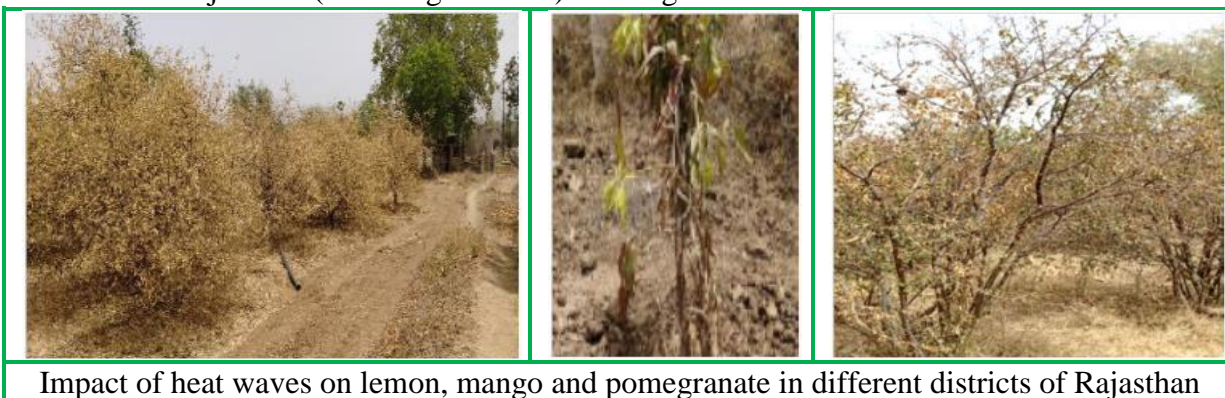 Impact of heat waves on lemon, mango and pomegranate in different districts of Rajasthan